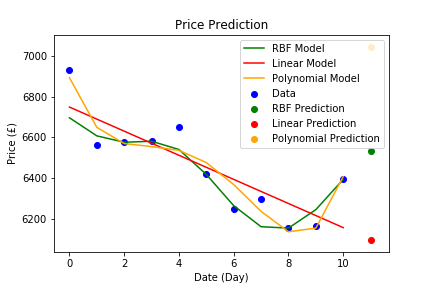 Price Prediction
RBF Model
Linear Model
Polynomial Model
Data
RBF Prediction
Linear Prediction
Polynomial Prediction
7000
6800
6600
6400
6200
Price (£)
0 2 4 6 8 10
Date (Day)